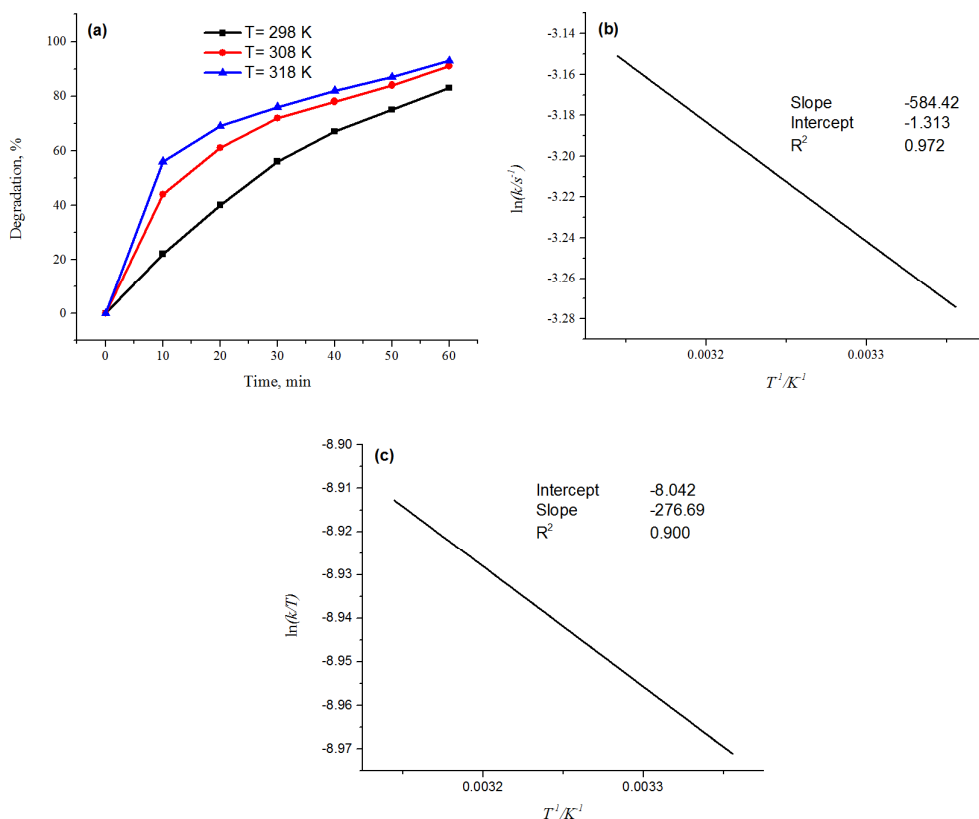 (a)
T= 298 K
T= 308 K
T= 318 K
100
80
60
40
20
0
Degradation, %
0 10 20 30 40 50 60
Time, min
(b)
-3.14
-3.16
-3.18
-3.20
-3.22
-3.24
-3.26
-3.28
ln(k/s⁻¹)
Slope -584.42
Intercept -1.313
R² 0.972
0.0032 0.0033
T⁻¹/K⁻¹
(c)
-8.90
-8.91
-8.92
-8.93
-8.94
-8.95
-8.96
-8.97
ln(k/T)
Intercept -8.042
Slope -276.69
R² 0.900
0.0032 0.0033
T⁻¹/K⁻¹